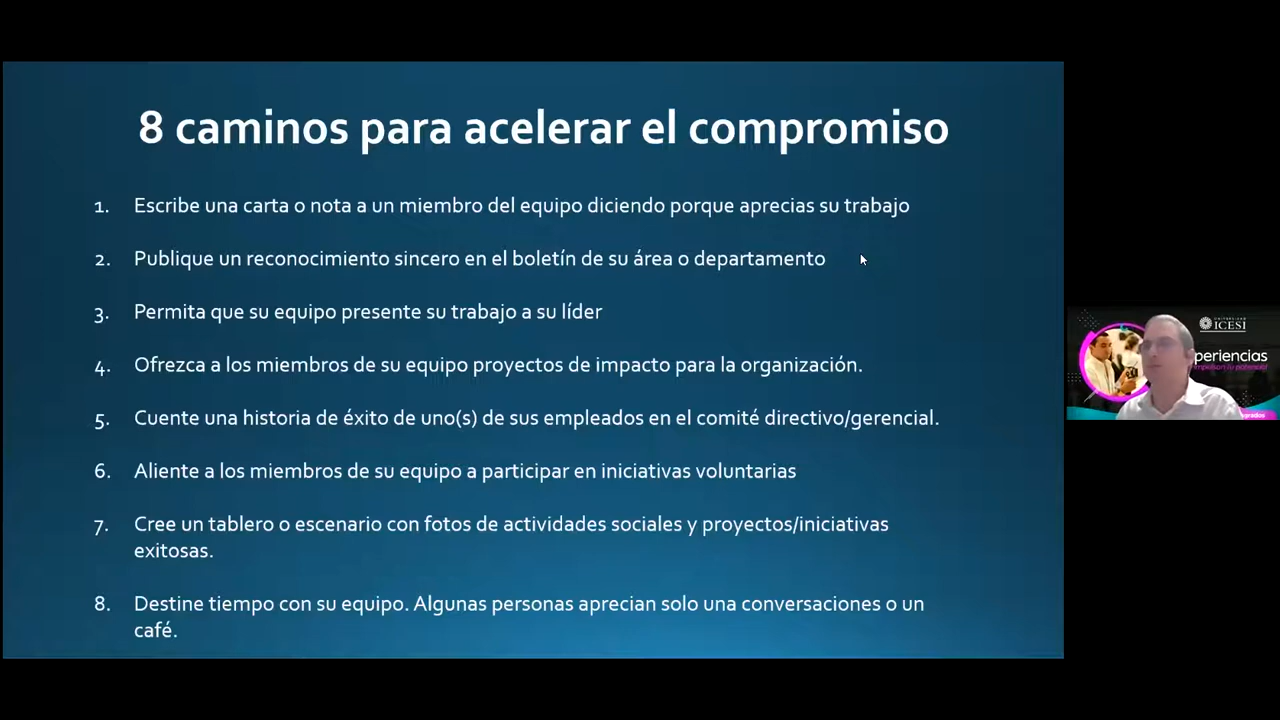 8 caminos para acelerar el compromiso
1. Escribe una carta o nota a un miembro del equipo diciendo porque aprecias su trabajo
2. Publique un reconocimiento sincero en el boletín de su área o departamento
3. Permita que su equipo presente su trabajo a su líder
4. Ofrezca a los miembros de su equipo proyectos de impacto para la organización.
5. Cuente una historia de éxito de uno(s) de sus empleados en el comité directivo/gerencial.
6. Aliente a los miembros de su equipo a participar en iniciativas voluntarias
7. Cree un tablero o escenario con fotos de actividades sociales y proyectos/iniciativas
exitosas.
8. Destine tiempo con su equipo. Algunas personas aprecian solo una conversaciones o un
café.
UNIVERSIDAD
ICESI
periencias